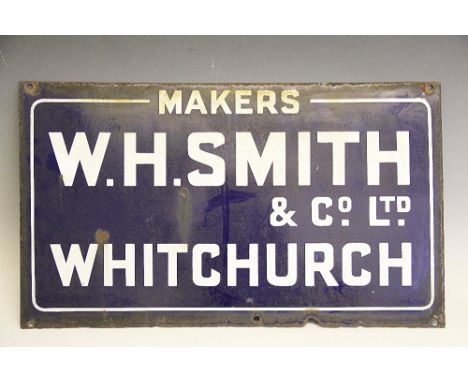 MAKERS
W.H.SMITH
& Cº LTD.
WHITCHURCH